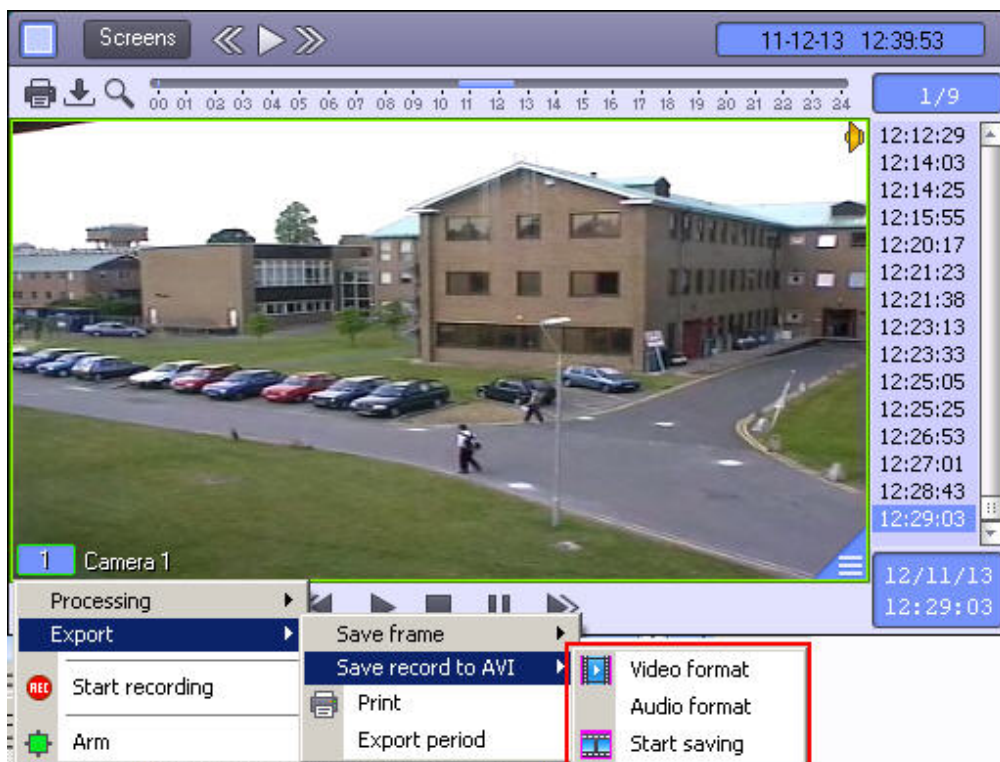 Screens
11-12-13 12:39:53
00 01 02 03 04 05 06 07 08 09 10 11 12 13 14 15 16 17 18 19 20 21 22 23 24
1/9
12:12:29
12:14:03
12:14:25
12:15:55
12:20:17
12:21:23
12:21:38
12:23:13
12:23:33
12:25:05
12:25:25
12:26:53
12:27:01
12:28:43
12:29:03
1 Camera 1
12/11/13
12:29:03
Processing
Export
REC Start recording
Arm
Save frame
Save record to AVI
Print
Export period
Video format
Audio format
Start saving